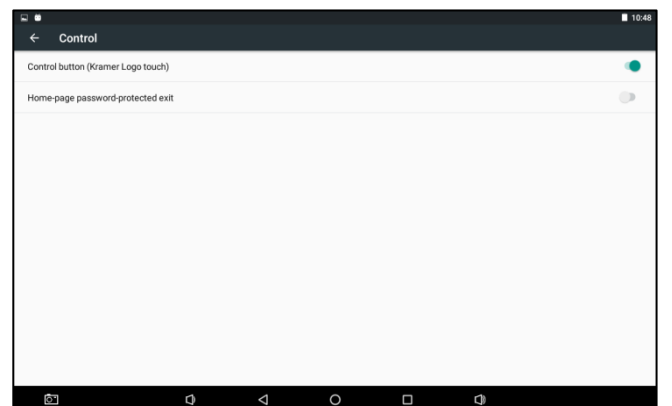 10:48
Control
Control button (Kramer Logo touch)
Home-page password-protected exit